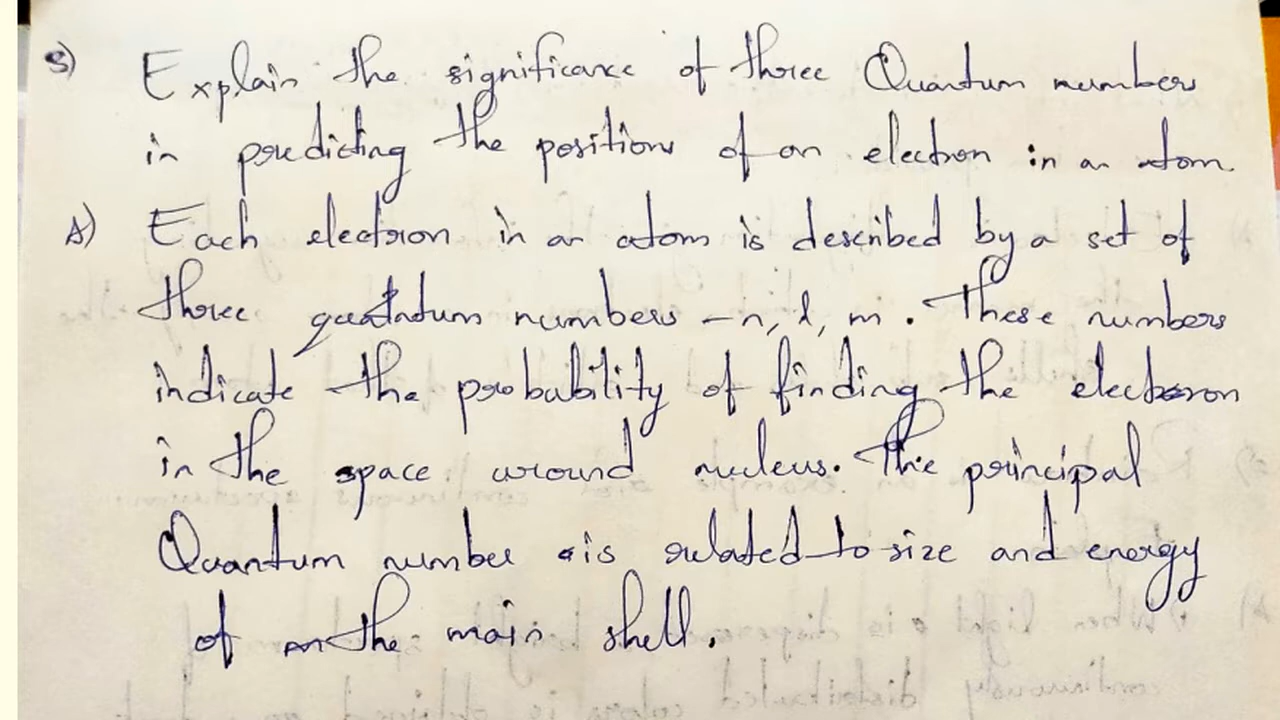 5) Explain the significance of three Quantum numbers
in predicting the positions of an electron in an atom.
A) Each electron in an atom is described by a set of
three quantum numbers - n, l, m. These numbers
indicate the probability of finding the electron
in the space around nucleus. The principal
Quantum number is related to size and energy
of the main shell.